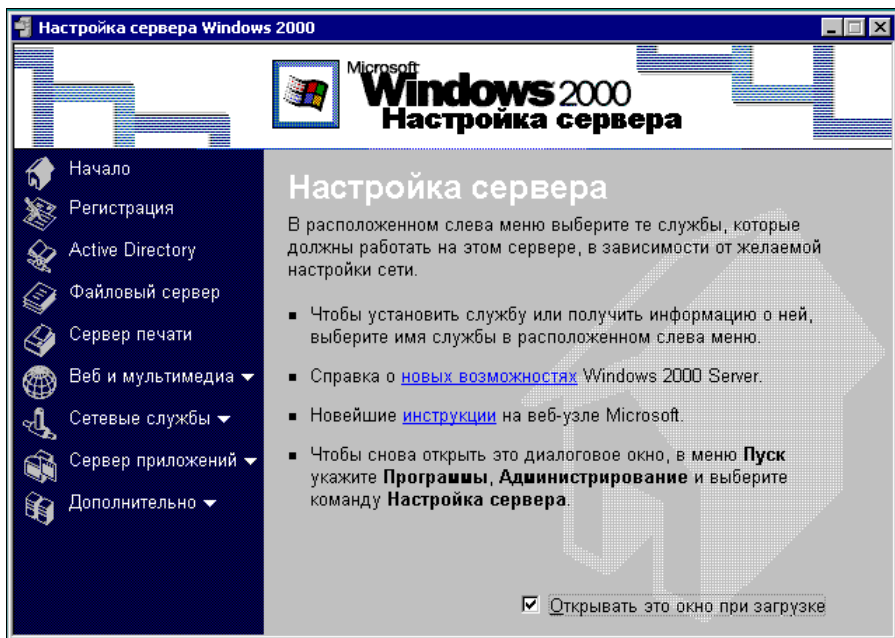 Настройка сервера Windows 2000
Microsoft
Windows 2000
Настройка сервера
Начало
Регистрация
Active Directory
Файловый сервер
Сервер печати
Веб и мультимедиа
Сетевые службы
Сервер приложений
Дополнительно
Настройка сервера
В расположенном слева меню выберите те службы, которые
должны работать на этом сервере, в зависимости от желаемой
настройки сети.
Чтобы установить службу или получить информацию о ней,
выберите имя службы в расположенном слева меню.
Справка о новых возможностях Windows 2000 Server.
Новейшие инструкции на веб-узле Microsoft.
Чтобы снова открыть это диалоговое окно, в меню Пуск
укажите Программы, Администрирование и выберите
команду Настройка сервера.
Открывать это окно при загрузке